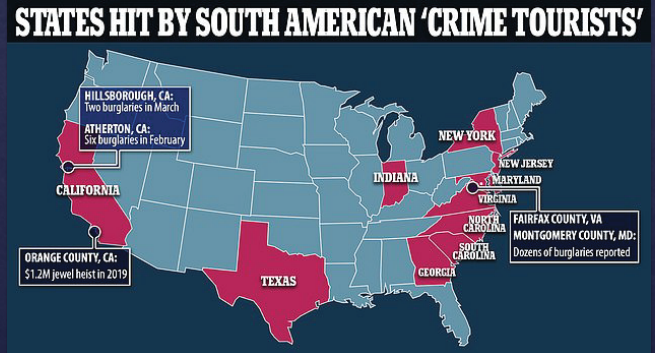 STATES HIT BY SOUTH AMERICAN ‘CRIME TOURISTS’
HILLSBOROUGH, CA:
Two burglaries in March
ATHERTON, CA:
Six burglaries in February
CALIFORNIA
ORANGE COUNTY, CA:
$1.2M jewel heist in 2019
TEXAS
INDIANA
NEW YORK
NEW JERSEY
MARYLAND
VIRGINIA
NORTH
CAROLINA
SOUTH
CAROLINA
GEORGIA
FAIRFAX COUNTY, VA
MONTGOMERY COUNTY, MD:
Dozens of burglaries reported